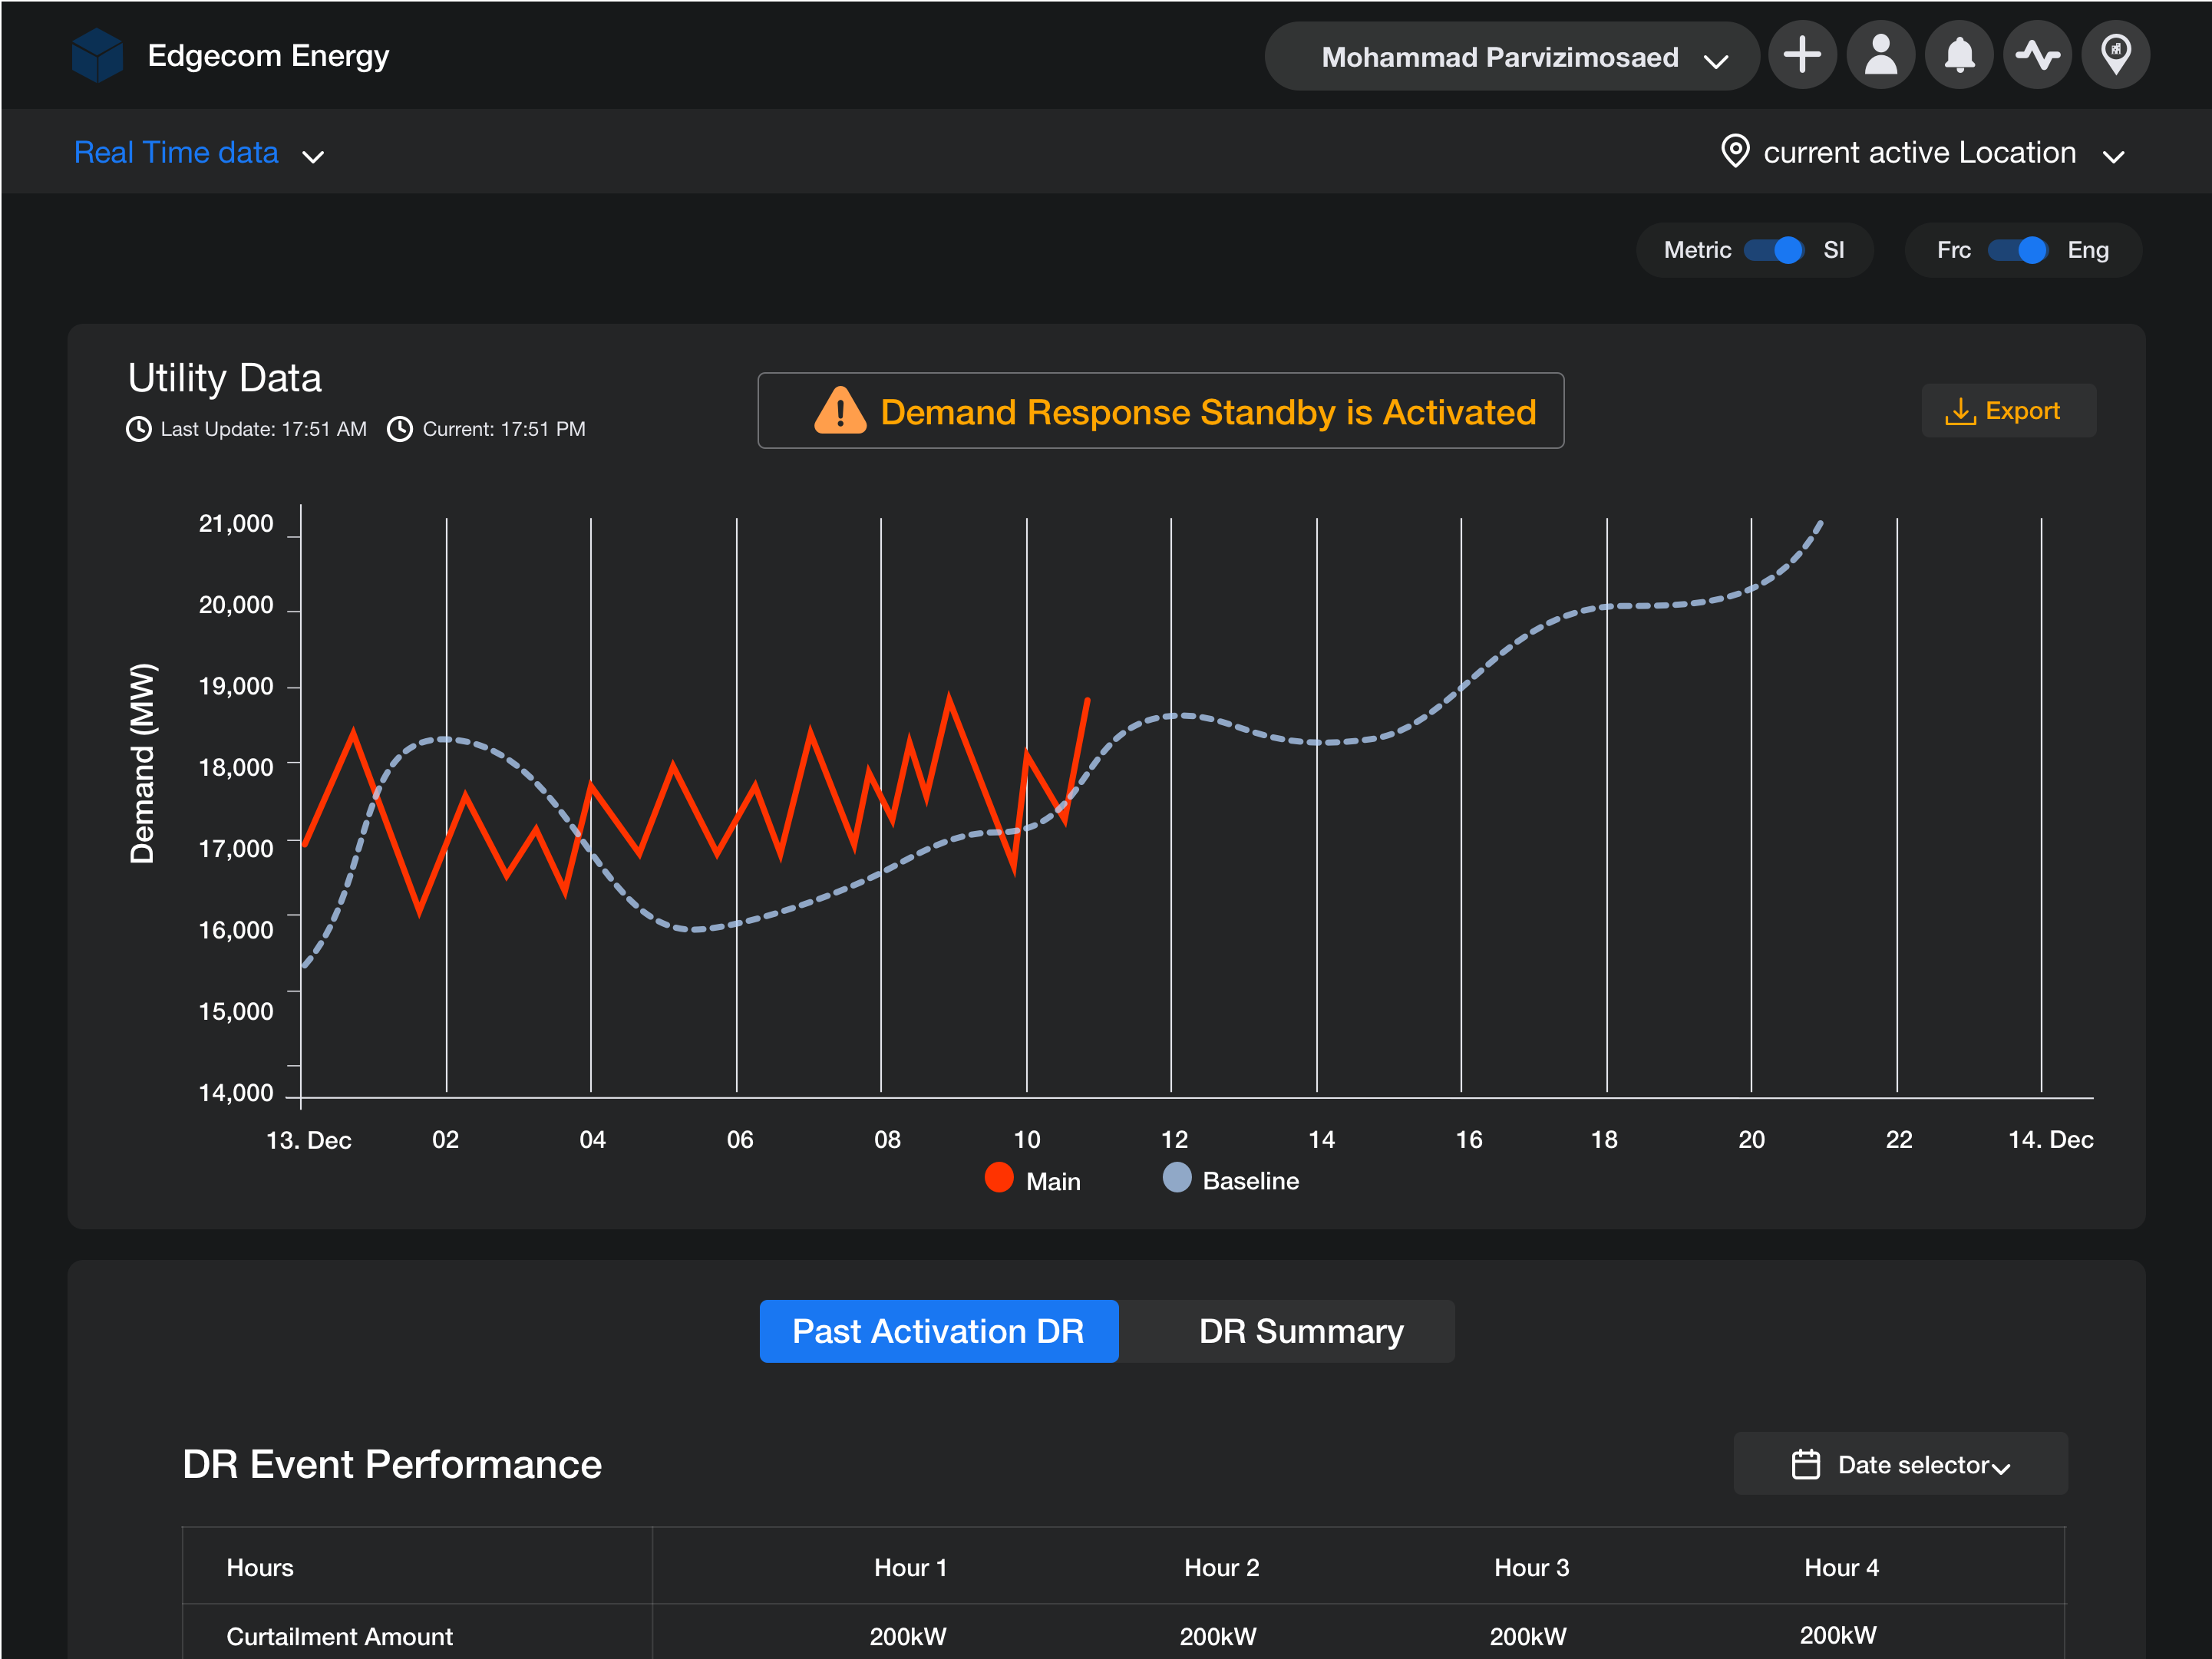 Edgecom Energy
Mohammad Parvizimosaed
Real Time data
current active Location
Metric SI
Frc Eng
Utility Data
Last Update: 17:51 AM Current: 17:51 PM
Demand Response Standby is Activated
Export
Demand (MW)
21,000
20,000
19,000
18,000
17,000
16,000
15,000
14,000
13. Dec 02 04 06 08 10 12 14 16 18 20 22 14. Dec
Main Baseline
Past Activation DR DR Summary
DR Event Performance
Date selector
Hours Hour 1 Hour 2 Hour 3 Hour 4
Curtailment Amount 200kW 200kW 200kW 200kW